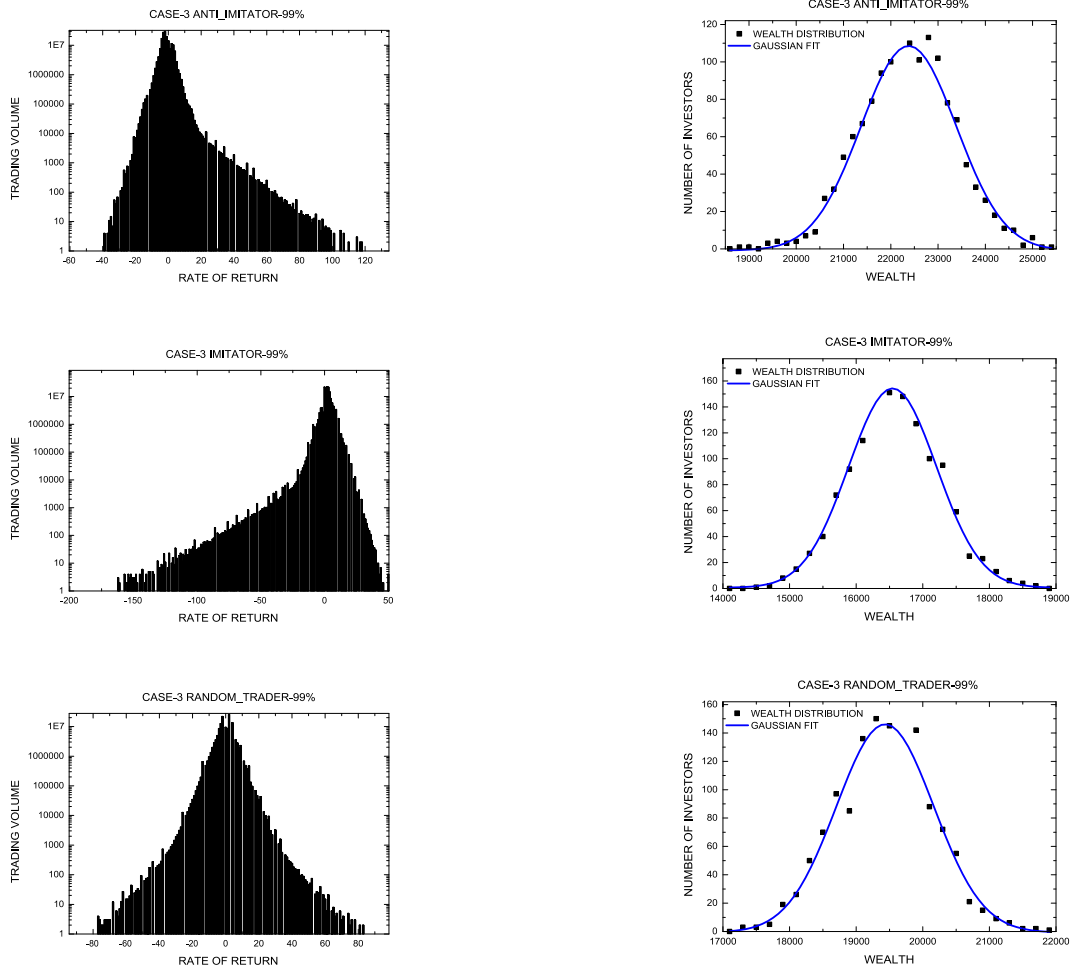 CASE-3 ANTI_IMITATOR-99%
TRADING VOLUME
1E7
1000000
100000
10000
1000
100
10
1
-60 -40 -20 0 20 40 60 80 100 120
RATE OF RETURN
CASE-3 ANTI_IMITATOR-99%
WEALTH DISTRIBUTION
GAUSSIAN FIT
NUMBER OF INVESTORS
120
100
80
60
40
20
0
19000 20000 21000 22000 23000 24000 25000
WEALTH
CASE-3 IMITATOR-99%
TRADING VOLUME
1E7
1000000
100000
10000
1000
100
10
1
-200 -150 -100 -50 0 50
RATE OF RETURN
CASE-3 IMITATOR-99%
WEALTH DISTRIBUTION
GAUSSIAN FIT
NUMBER OF INVESTORS
160
140
120
100
80
60
40
20
0
14000 15000 16000 17000 18000 19000
WEALTH
CASE-3 RANDOM_TRADER-99%
TRADING VOLUME
1E7
1000000
100000
10000
1000
100
10
1
-80 -60 -40 -20 0 20 40 60 80
RATE OF RETURN
CASE-3 RANDOM_TRADER-99%
WEALTH DISTRIBUTION
GAUSSIAN FIT
NUMBER OF INVESTORS
160
140
120
100
80
60
40
20
0
17000 18000 19000 20000 21000 22000
WEALTH